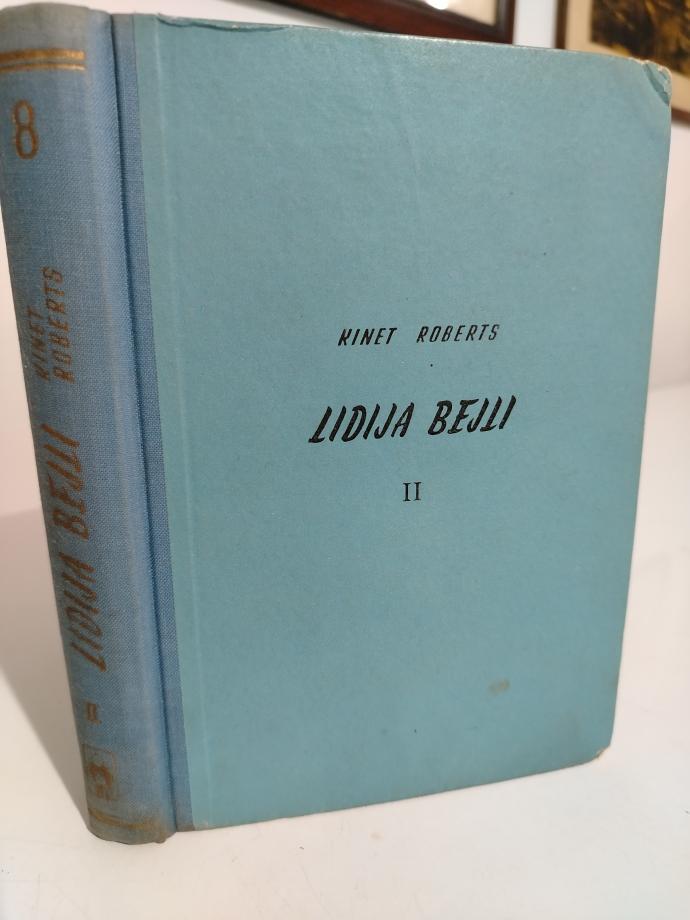 8
KINET
ROBERTS
LIDIJA BEJLI
II
KINET ROBERTS
LIDIJA BEJLI
II